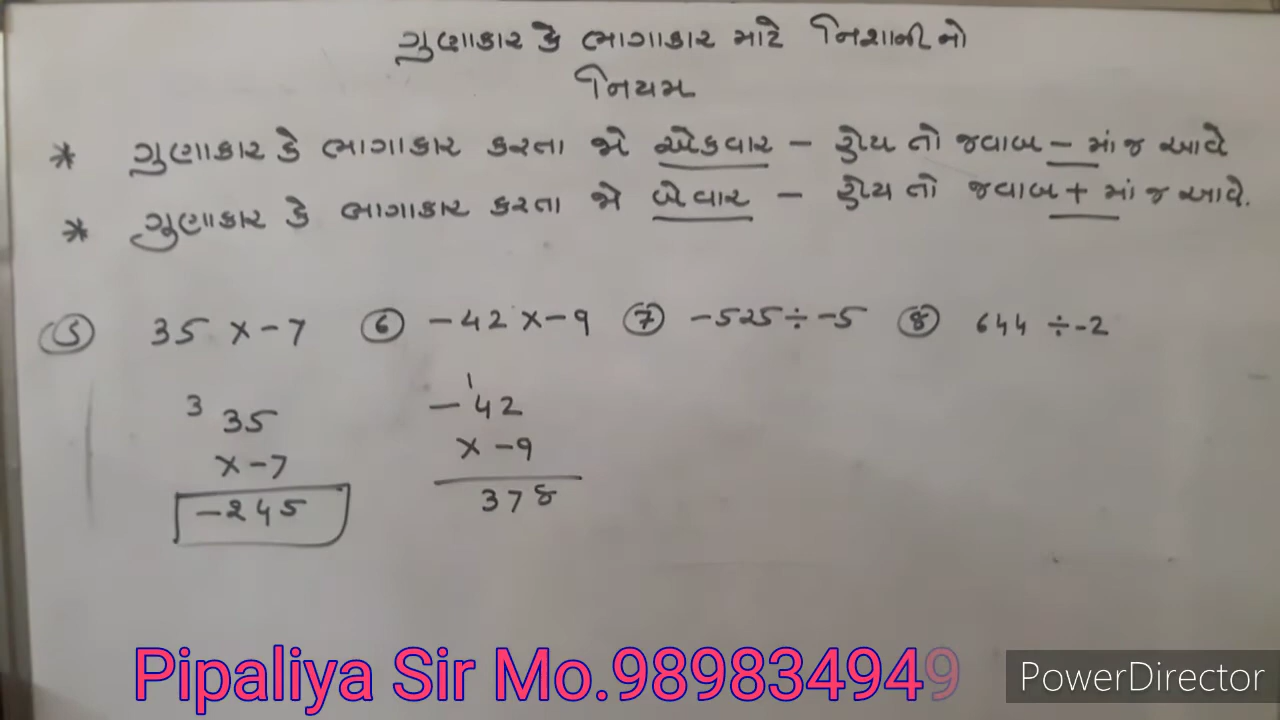 ગુણાકાર કે ભાગાકાર માટે નિશાની નો
નિયમ
* ગુણાકાર કે ભાગાકાર કરતા જો એકવાર - હોય તો જવાબ - માં જ આવે
* ગુણાકાર કે ભાગાકાર કરતા જો બેવાર - હોય તો જવાબ + માં જ આવે.
5 35 x -7 6 -42 x -9 7 -525 ÷ -5 8 644 ÷ -2
3 1
35 -42
x -7 x -9
-245 378
Pipaliya Sir Mo.9898349499
PowerDirector